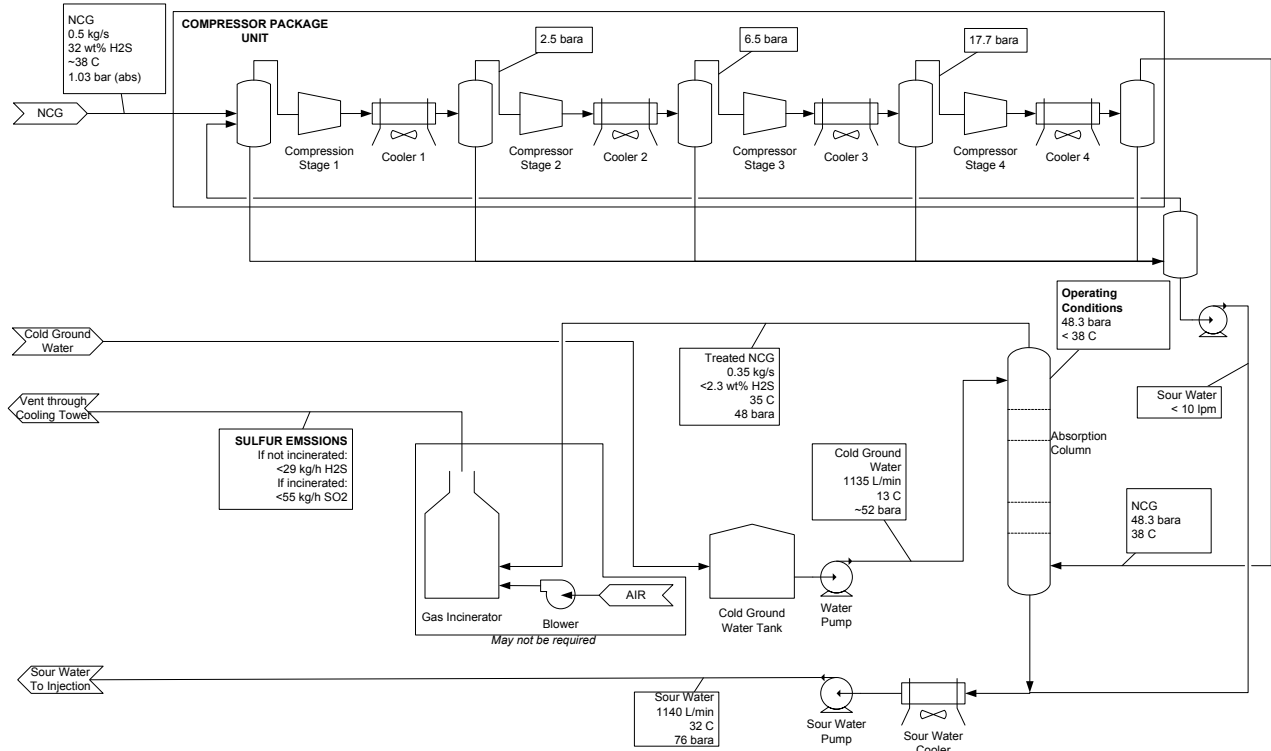 NCG
0.5 kg/s
32 wt% H2S
~38 C
1.03 bar (abs)
COMPRESSOR PACKAGE
UNIT
2.5 bara
6.5 bara
17.7 bara
NCG
Compression
Stage 1
Cooler 1
Compressor
Stage 2
Cooler 2
Compressor
Stage 3
Cooler 3
Compressor
Stage 4
Cooler 4
Operating
Conditions
48.3 bara
< 38 C
Cold Ground
Water
Treated NCG
0.35 kg/s
<2.3 wt% H2S
35 C
48 bara
Sour Water
< 10 lpm
Vent through
Cooling Tower
SULFUR EMSSIONS
If not incinerated:
<29 kg/h H2S
If incinerated:
<55 kg/h SO2
Absorption
Column
Cold Ground
Water
1135 L/min
13 C
~52 bara
NCG
48.3 bara
38 C
AIR
Gas Incinerator
Blower
May not be required
Cold Ground
Water Tank
Water
Pump
Sour Water
To Injection
Sour Water
1140 L/min
32 C
76 bara
Sour Water
Pump
Sour Water
Cooler